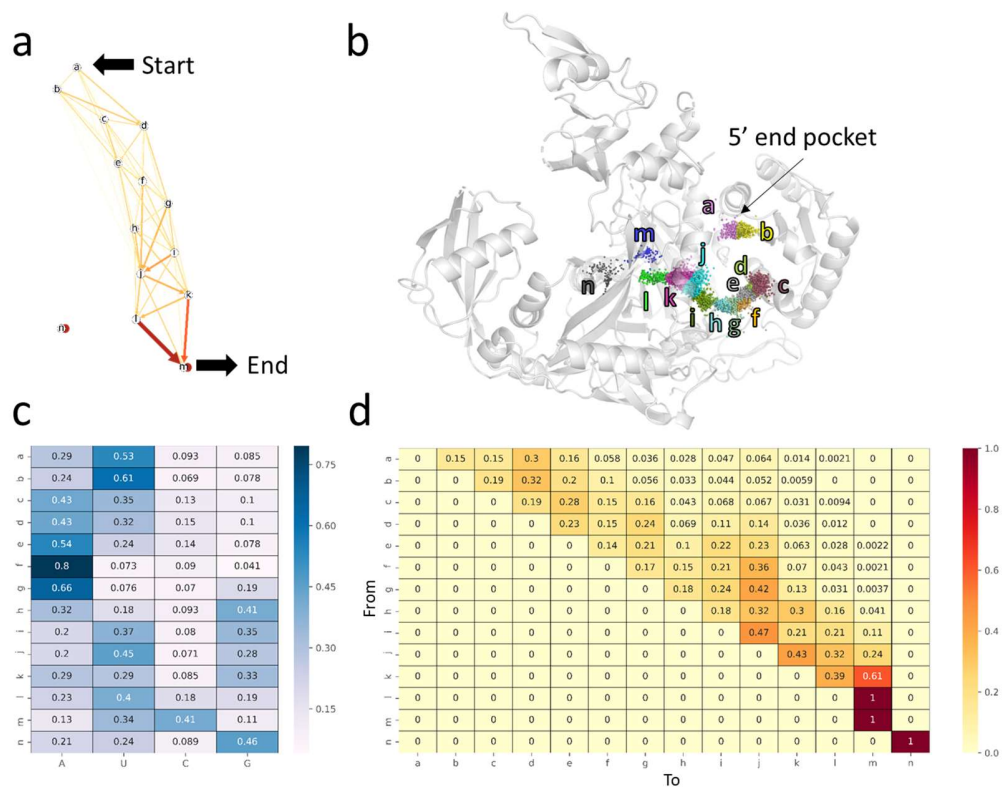 a
a Start
b
c
d
e
f
g
h
i
j
k
l
n
m End
b
5' end pocket
a
b
m
j
n
d
e
c
l
k
i
h
g
f
c
a 0.29 0.53 0.093 0.085
b 0.24 0.61 0.069 0.078
c 0.43 0.35 0.13 0.1
d 0.43 0.32 0.15 0.1
e 0.54 0.24 0.14 0.078
f 0.8 0.073 0.09 0.041
g 0.66 0.076 0.07 0.19
h 0.32 0.18 0.093 0.41
i 0.2 0.37 0.08 0.35
j 0.2 0.45 0.071 0.28
k 0.29 0.29 0.085 0.33
l 0.23 0.4 0.18 0.19
m 0.13 0.34 0.41 0.11
n 0.21 0.24 0.089 0.46
A U C G
0.75
0.60
0.45
0.30
0.15
d
From
a 0 0.15 0.15 0.3 0.16 0.058 0.036 0.028 0.047 0.064 0.014 0.0021 0 0
b 0 0 0.19 0.32 0.2 0.1 0.056 0.033 0.044 0.052 0.0059 0 0 0
c 0 0 0 0.19 0.28 0.15 0.16 0.043 0.068 0.067 0.031 0.0094 0 0
d 0 0 0 0 0.23 0.15 0.24 0.069 0.11 0.14 0.036 0.012 0 0
e 0 0 0 0 0 0.14 0.21 0.1 0.22 0.23 0.063 0.028 0.0022 0
f 0 0 0 0 0 0 0.17 0.15 0.21 0.36 0.07 0.043 0.0021 0
g 0 0 0 0 0 0 0 0.18 0.24 0.42 0.13 0.031 0.0037 0
h 0 0 0 0 0 0 0 0 0.18 0.32 0.3 0.16 0.041 0
i 0 0 0 0 0 0 0 0 0 0.47 0.21 0.21 0.11 0
j 0 0 0 0 0 0 0 0 0 0 0.43 0.32 0.24 0
k 0 0 0 0 0 0 0 0 0 0 0 0.39 0.61 0
l 0 0 0 0 0 0 0 0 0 0 0 0 1 0
m 0 0 0 0 0 0 0 0 0 0 0 0 1 0
n 0 0 0 0 0 0 0 0 0 0 0 0 0 1
a b c d e f g h i j k l m n
To
1.0
0.8
0.6
0.4
0.2
0.0